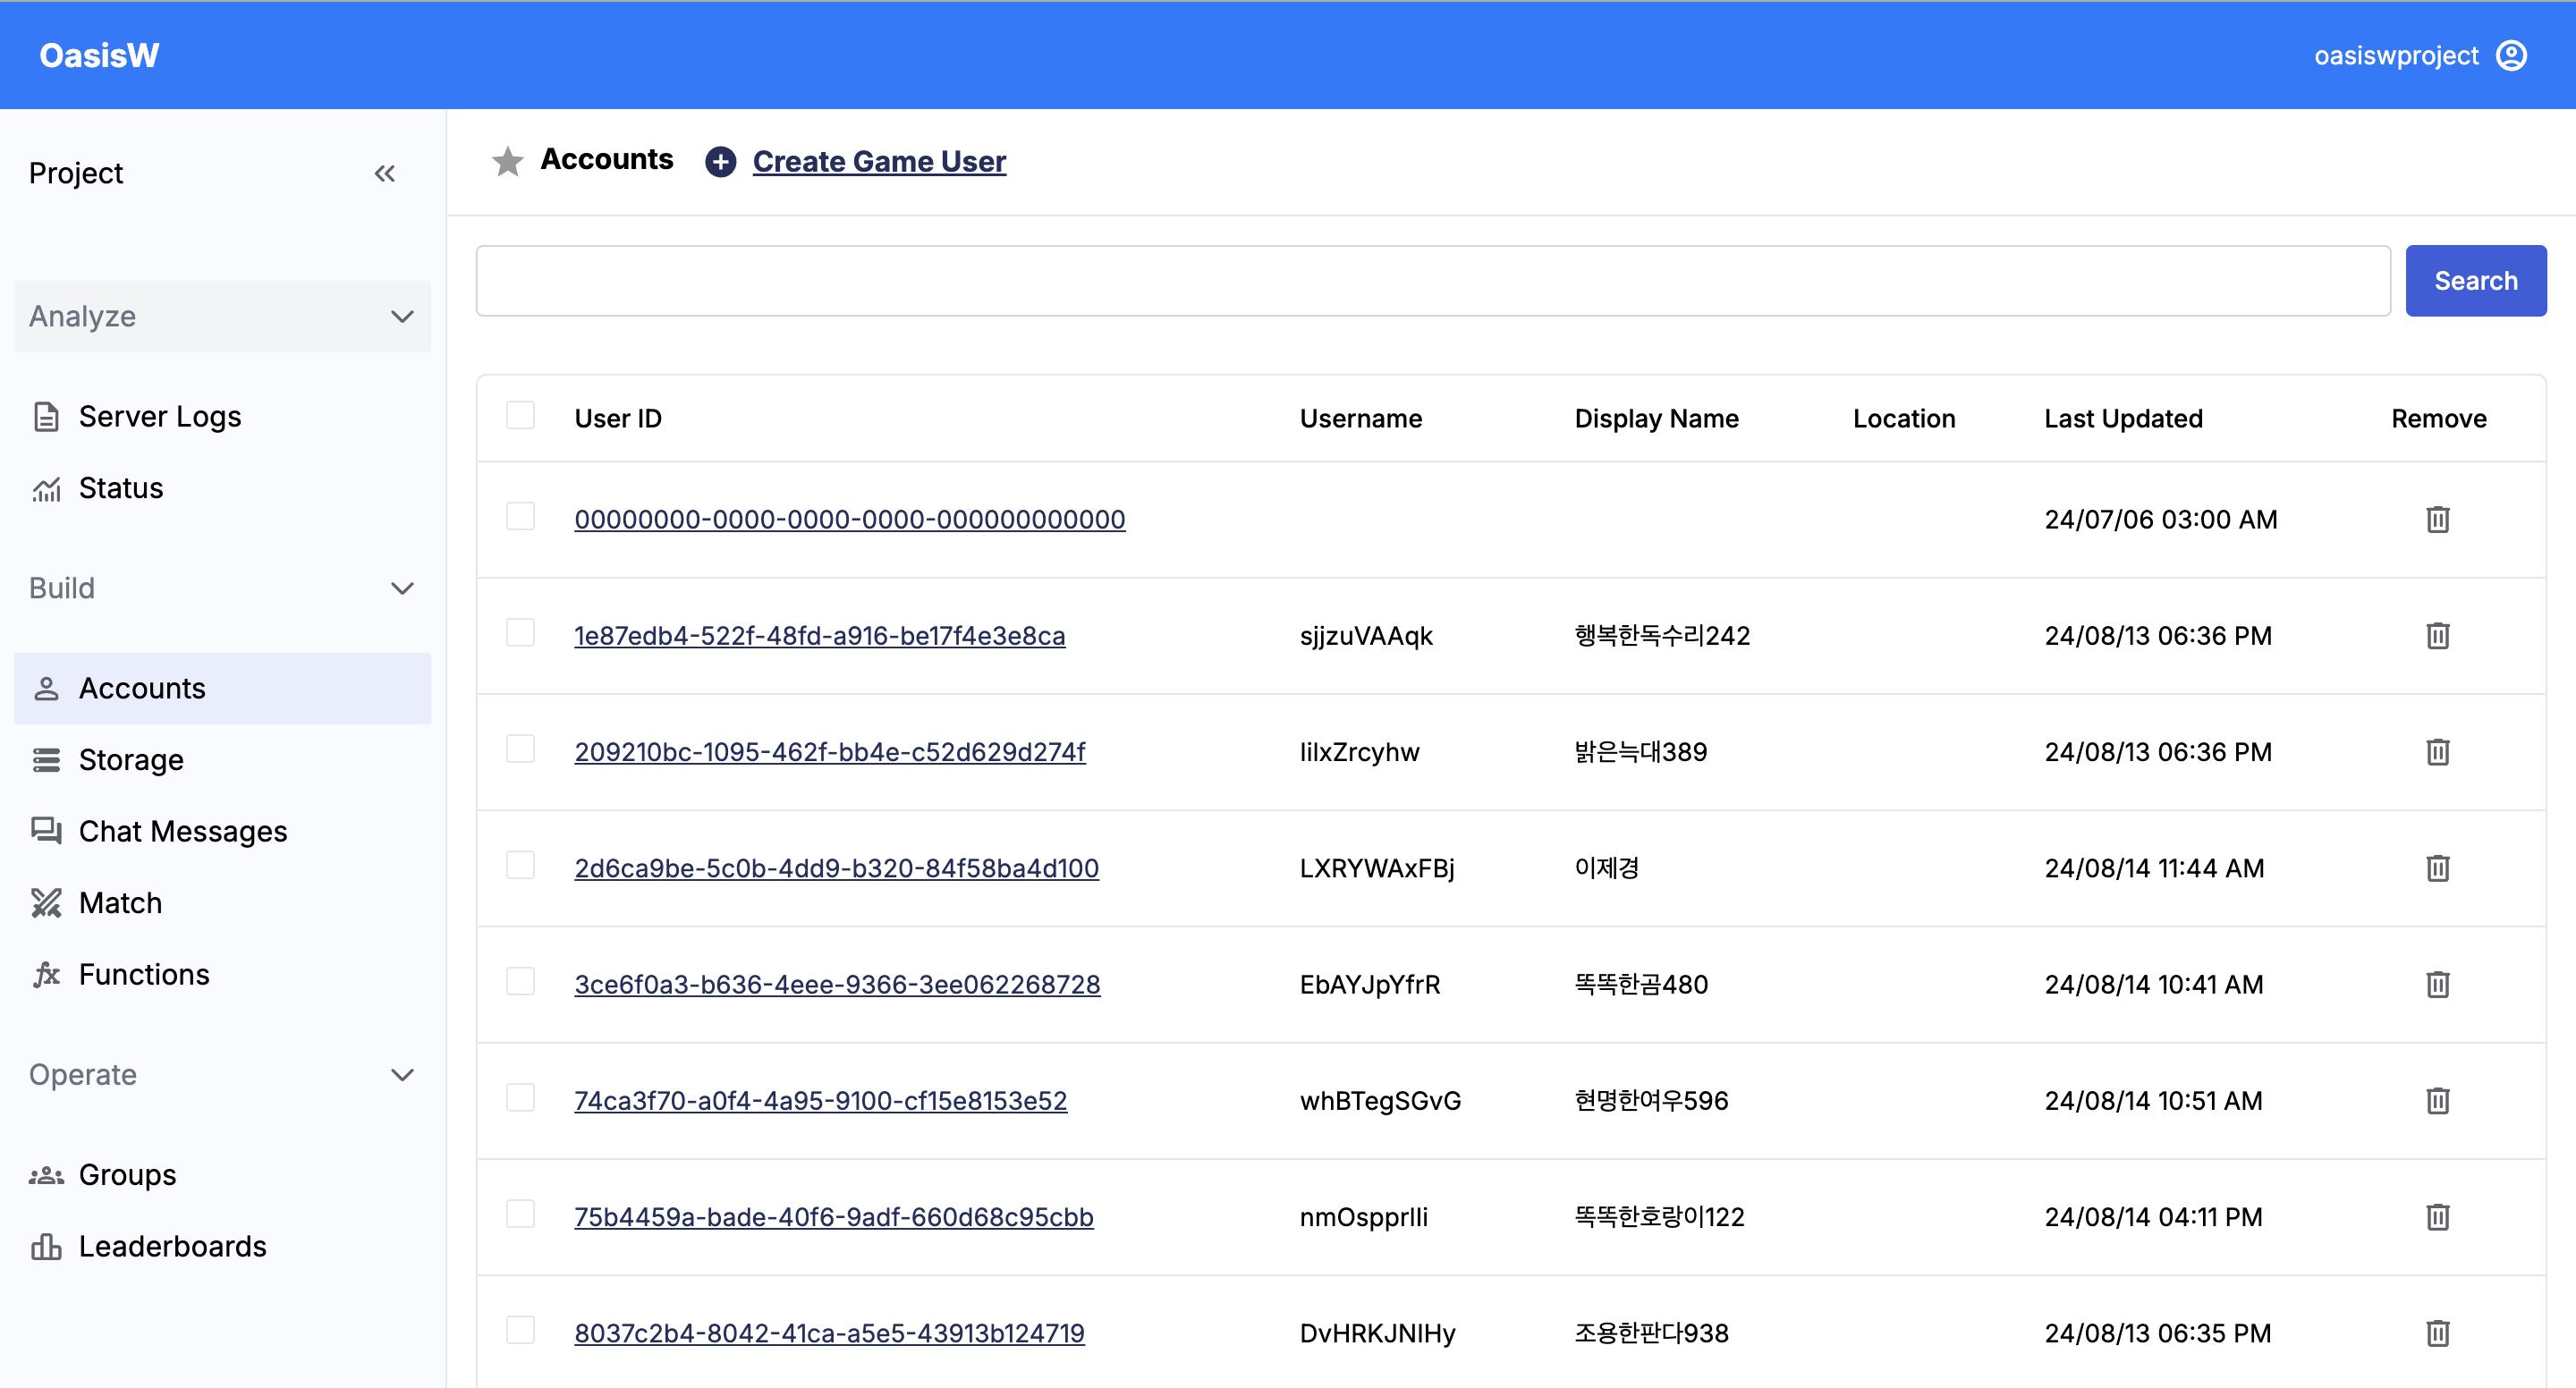 OasisW
oasiswproject
Project
Accounts
Create Game User
Search
Analyze
Server Logs
Status
Build
Accounts
Storage
Chat Messages
Match
Functions
Operate
Groups
Leaderboards
User ID Username Display Name Location Last Updated Remove
00000000-0000-0000-0000-000000000000 24/07/06 03:00 AM
1e87edb4-522f-48fd-a916-be17f4e3e8ca sjjzuVAAqk 행복한독수리242 24/08/13 06:36 PM
209210bc-1095-462f-bb4e-c52d629d274f lilxZrcyhw 밝은늑대389 24/08/13 06:36 PM
2d6ca9be-5c0b-4dd9-b320-84f58ba4d100 LXRYWAxFBj 이제경 24/08/14 11:44 AM
3ce6f0a3-b636-4eee-9366-3ee062268728 EbAYJpYfrR 똑똑한곰480 24/08/14 10:41 AM
74ca3f70-a0f4-4a95-9100-cf15e8153e52 whBTegSGvG 현명한여우596 24/08/14 10:51 AM
75b4459a-bade-40f6-9adf-660d68c95cbb nmOspprlli 똑똑한호랑이122 24/08/14 04:11 PM
8037c2b4-8042-41ca-a5e5-43913b124719 DvHRKJNlHy 조용한판다938 24/08/13 06:35 PM